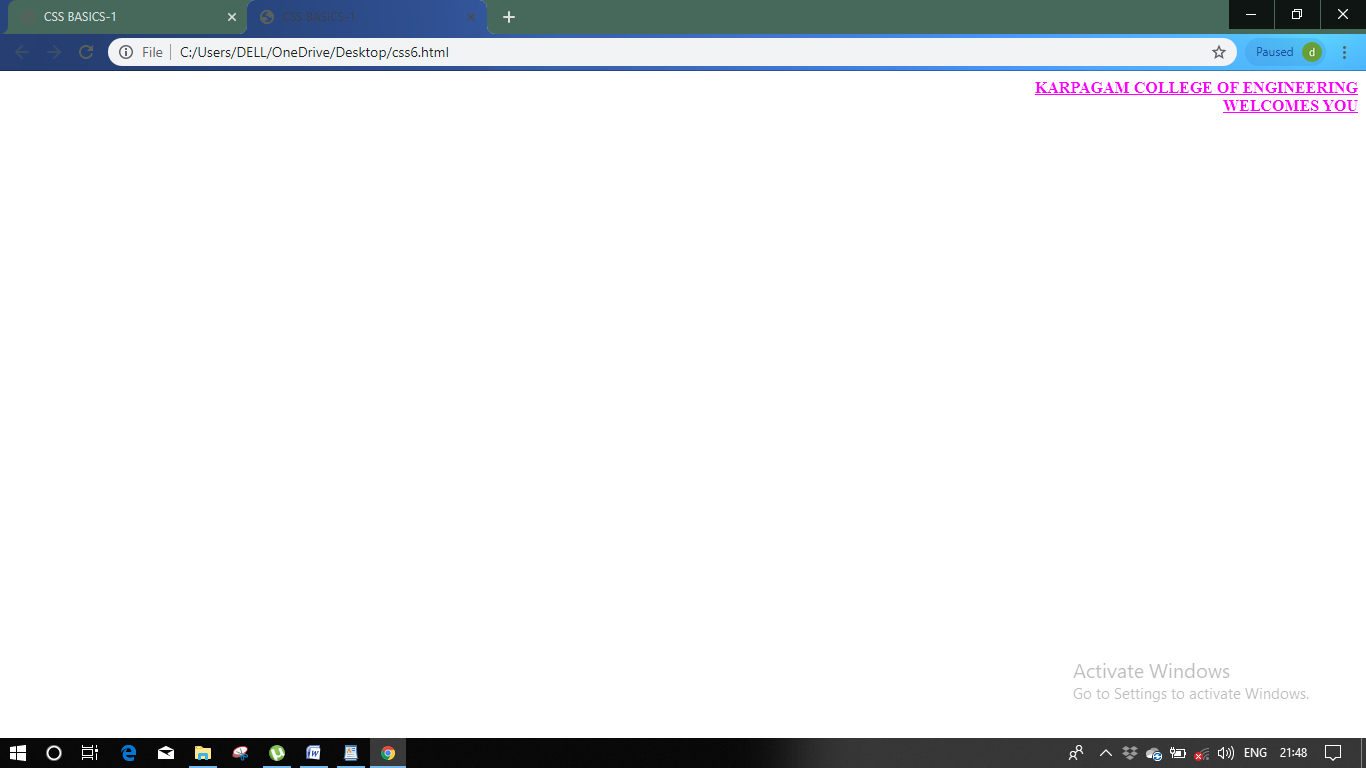 CSS BASICS-1
CSS BASICS-1
File
C:/Users/DELL/OneDrive/Desktop/css6.html
Paused
d
KARPAGAM COLLEGE OF ENGINEERING
WELCOMES YOU
Activate Windows
Go to Settings to activate Windows.
ENG
21:48